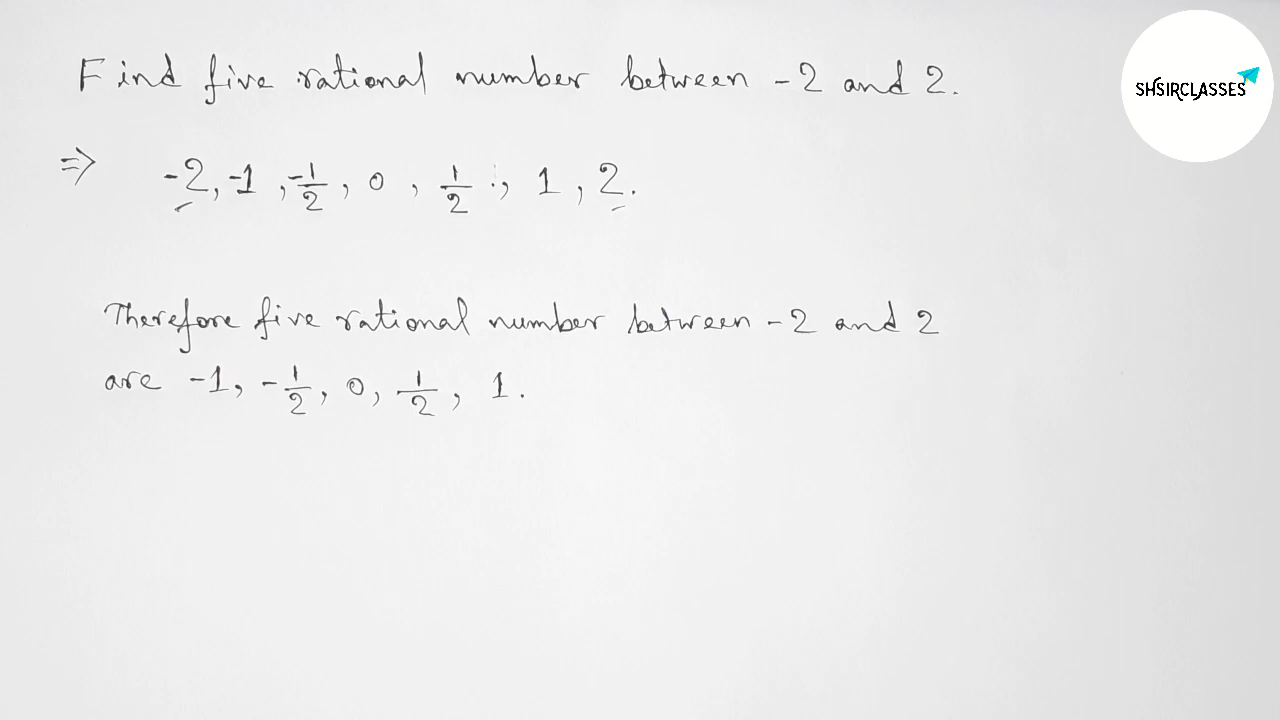 Find five rational number between -2 and 2.
SHSIRCLASSES
⇒ -2, -1, -1/2, 0, 1/2, 1, 2.
Therefore five rational number between -2 and 2
are -1, -1/2, 0, 1/2, 1.